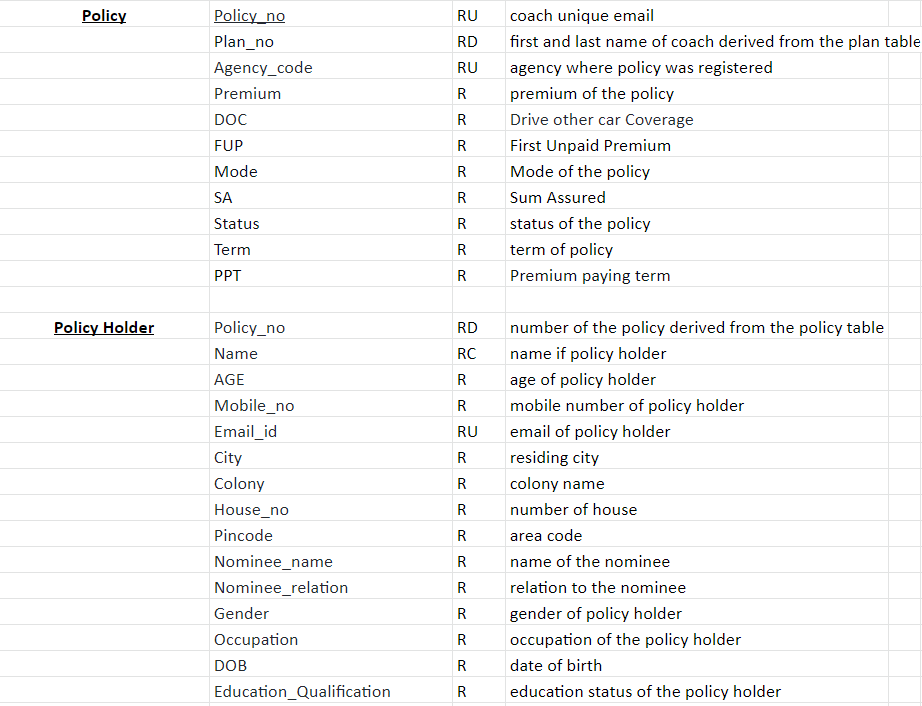 Policy Policy_no RU coach unique email
Plan_no RD first and last name of coach derived from the plan table
Agency_code RU agency where policy was registered
Premium R premium of the policy
DOC R Drive other car Coverage
FUP R First Unpaid Premium
Mode R Mode of the policy
SA R Sum Assured
Status R status of the policy
Term R term of policy
PPT R Premium paying term
Policy Holder Policy_no RD number of the policy derived from the policy table
Name RC name if policy holder
AGE R age of policy holder
Mobile_no R mobile number of policy holder
Email_id RU email of policy holder
City R residing city
Colony R colony name
House_no R number of house
Pincode R area code
Nominee_name R name of the nominee
Nominee_relation R relation to the nominee
Gender R gender of policy holder
Occupation R occupation of the policy holder
DOB R date of birth
Education_Qualification R education status of the policy holder